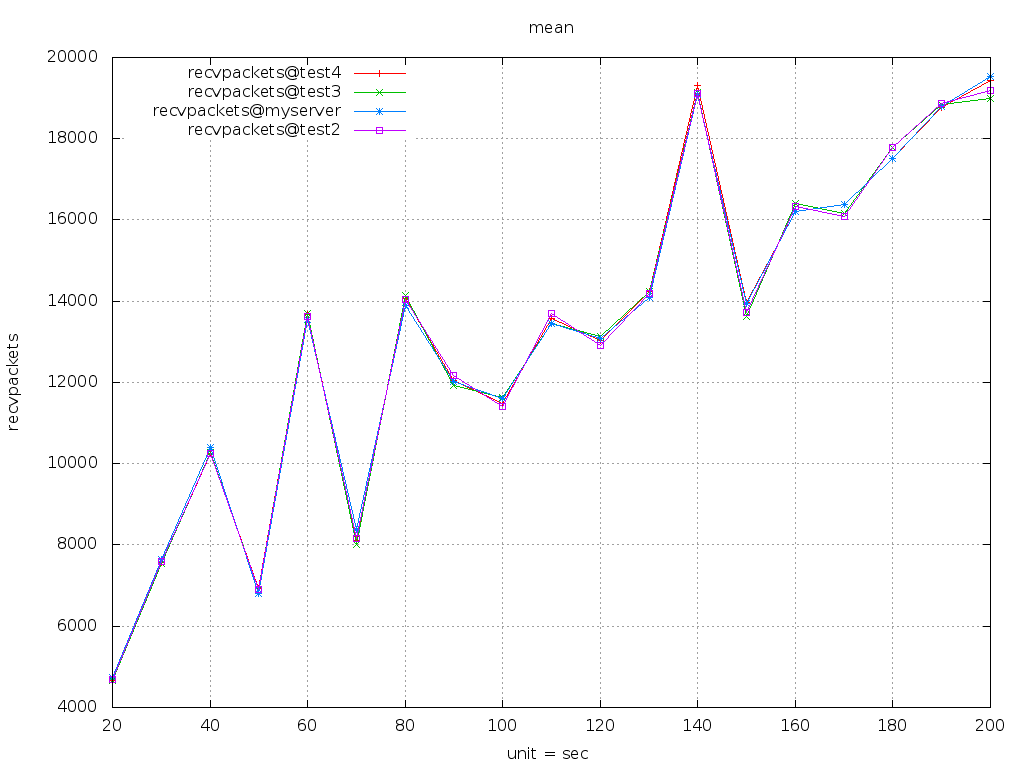 mean
20000
18000
16000
14000
12000
10000
8000
6000
4000
recvpackets@test4
recvpackets@test3
recvpackets@myserver
recvpackets@test2
recvpackets
20 40 60 80 100 120 140 160 180 200
unit = sec